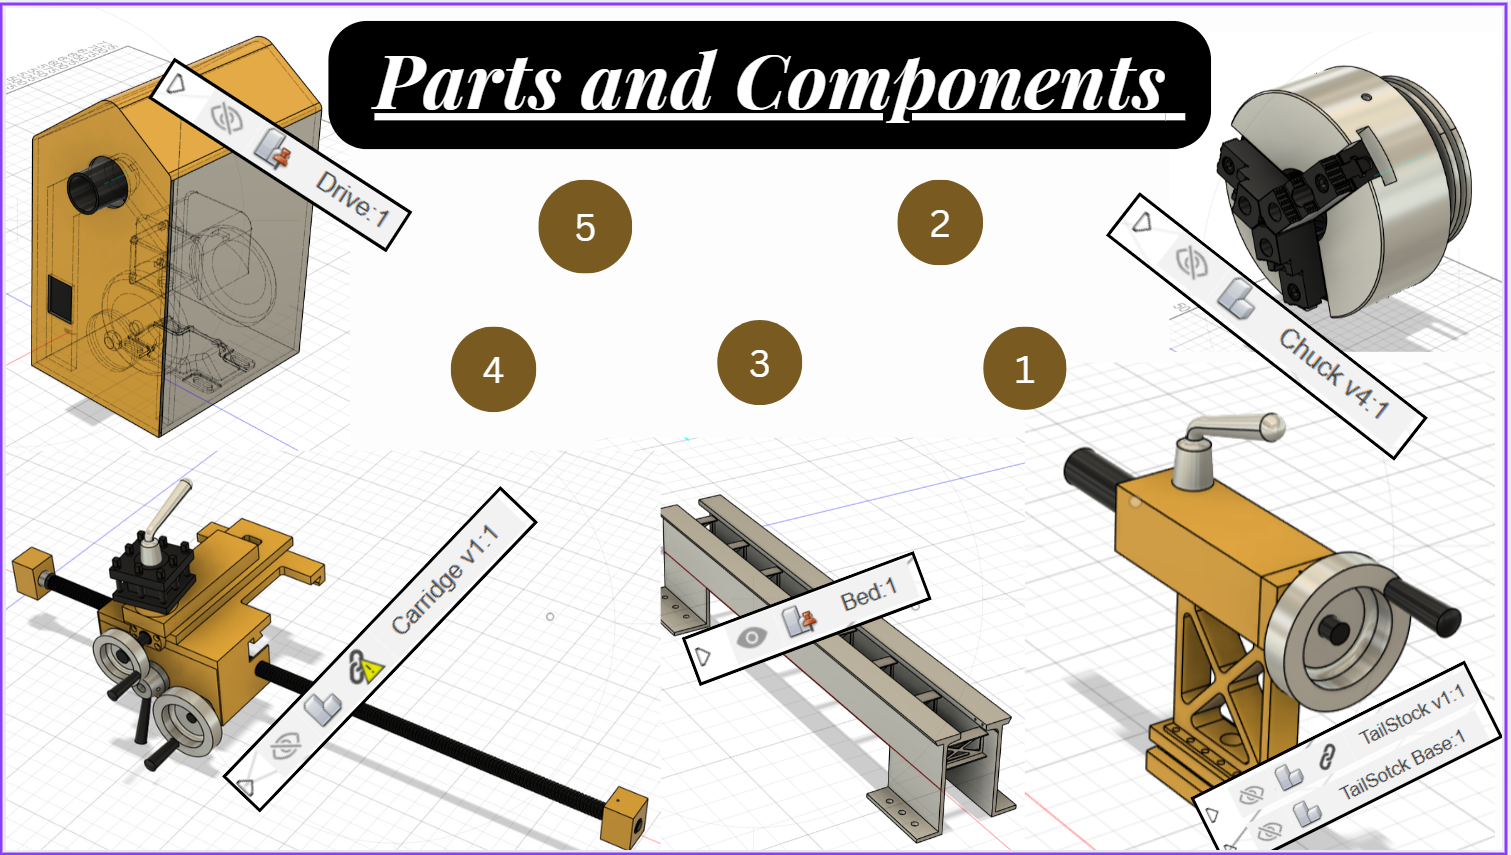 Parts and Components
Drive:1
5
2
4
3
1
Chuck v4:1
Carridge v1:1
Bed:1
TailStock v1:1
TailSotck Base:1